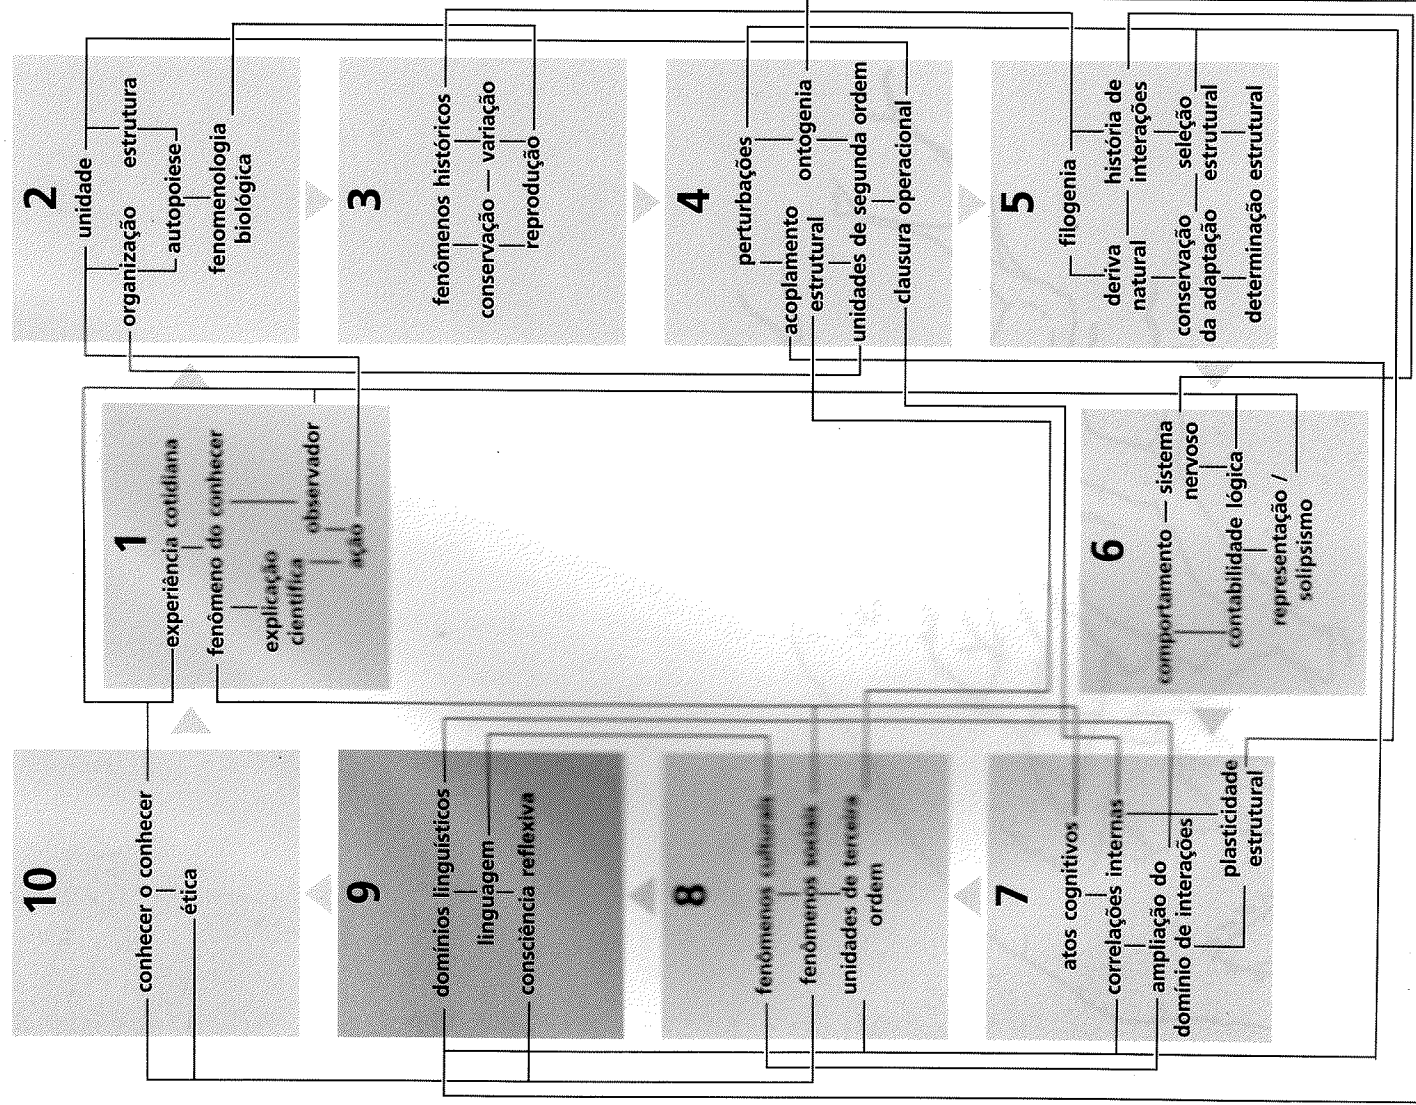 10
conhecer o conhecer
ética
1
experiência cotidiana
fenômeno do conhecer
explicação
científica
observador
ação
2
unidade
organização
estrutura
autopoiese
fenomenologia
biológica
3
fenômenos históricos
conservação — variação
reprodução
4
perturbações
acoplamento
estrutural
ontogenia
unidades de segunda ordem
clausura operacional
5
filogenia
deriva
natural
história de
interações
conservação
da adaptação
seleção
estrutural
determinação estrutural
6
comportamento — sistema
nervoso
contabilidade lógica
representação /
solipsismo
7
atos cognitivos
correlações internas
ampliação do
domínio de interações
plasticidade
estrutural
8
fenômenos culturais
fenômenos sociais
unidades de terceira
ordem
9
domínios linguísticos
linguagem
consciência reflexiva